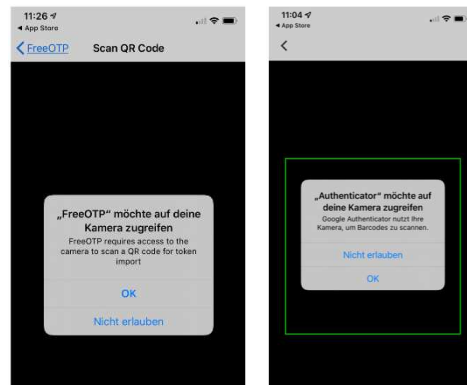 11:26
◀ App Store
FreeOTP
Scan QR Code
„FreeOTP“ möchte auf deine
Kamera zugreifen
FreeOTP requires access to the
camera to scan a QR code for token
import
OK
Nicht erlauben
11:04
◀ App Store
„Authenticator“ möchte auf
deine Kamera zugreifen
Google Authenticator nutzt Ihre
Kamera, um Barcodes zu scannen.
Nicht erlauben
OK